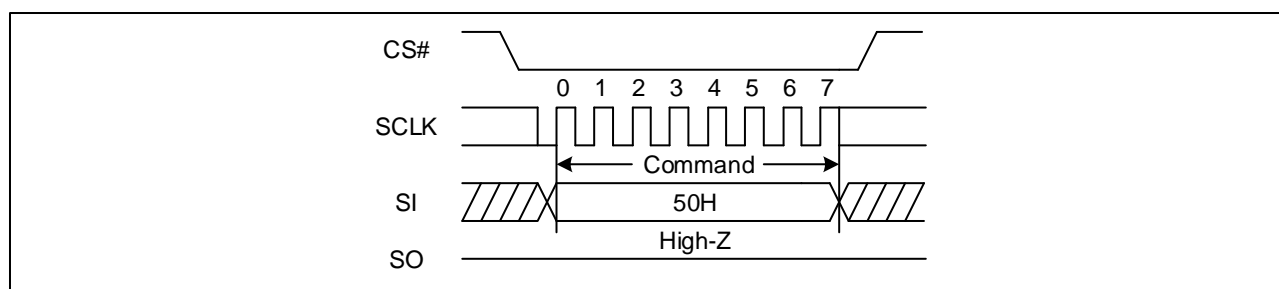 CS#
0 1 2 3 4 5 6 7
SCLK
Command
SI
50H
High-Z
SO